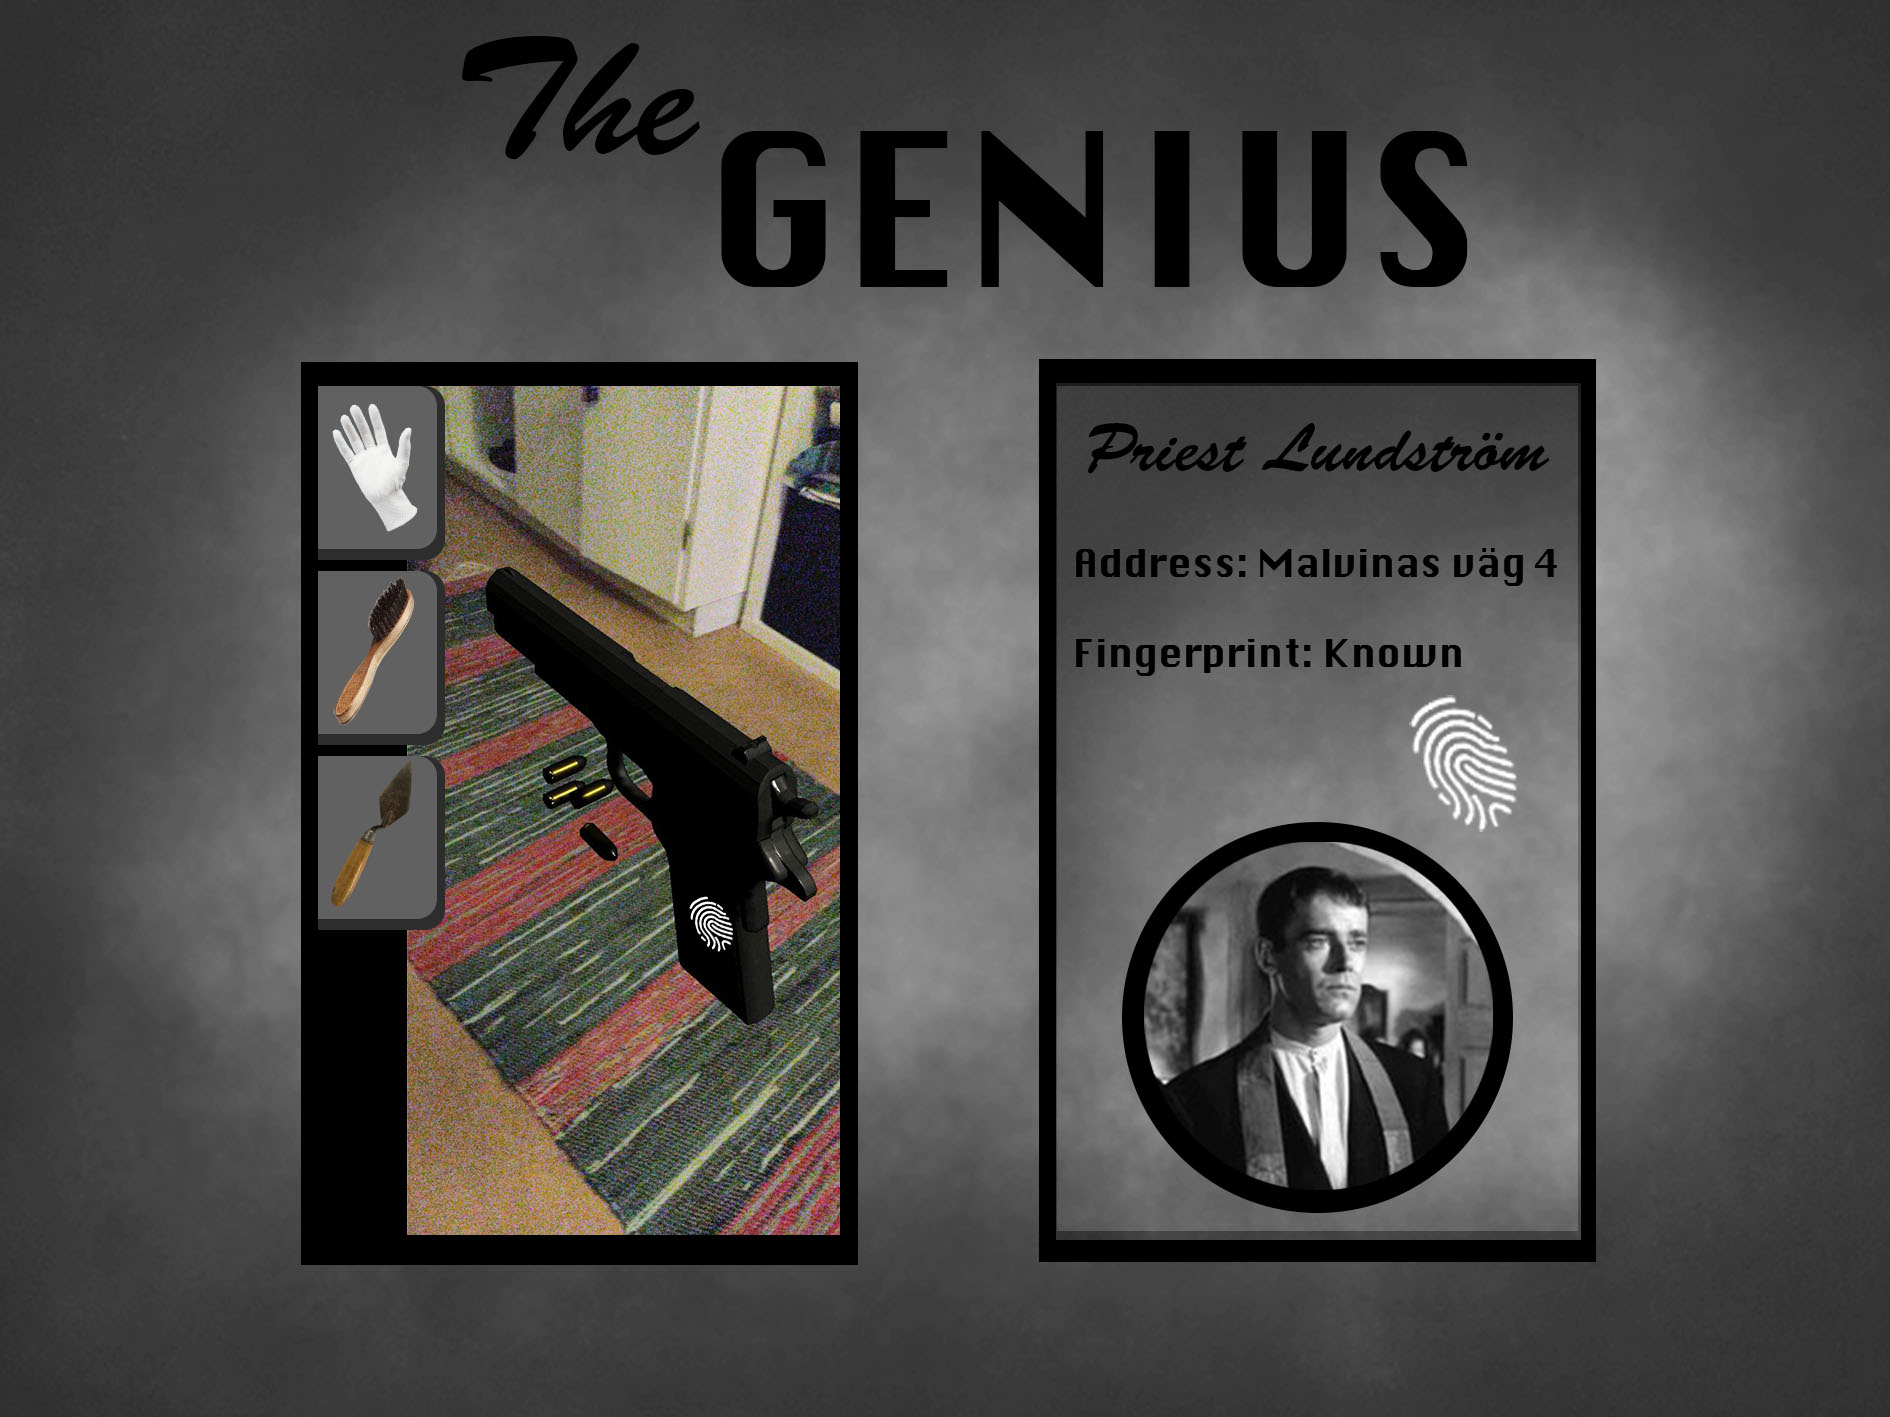 The
GENIUS
Priest Lundström
Address: Malvinas väg 4
Fingerprint: Known